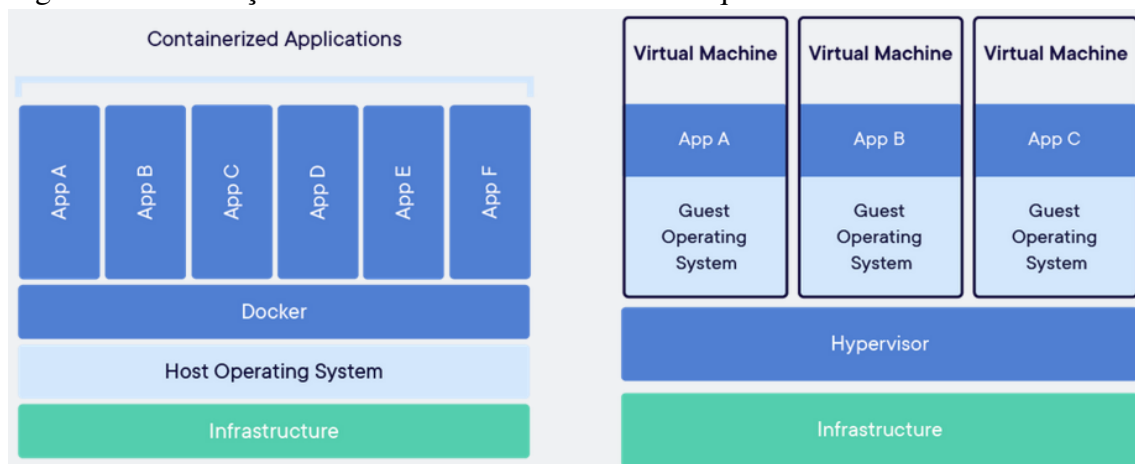 Containerized Applications
App A
App B
App C
App D
App E
App F
Docker
Host Operating System
Infrastructure
Virtual Machine
App A
Guest
Operating
System
Virtual Machine
App B
Guest
Operating
System
Virtual Machine
App C
Guest
Operating
System
Hypervisor
Infrastructure